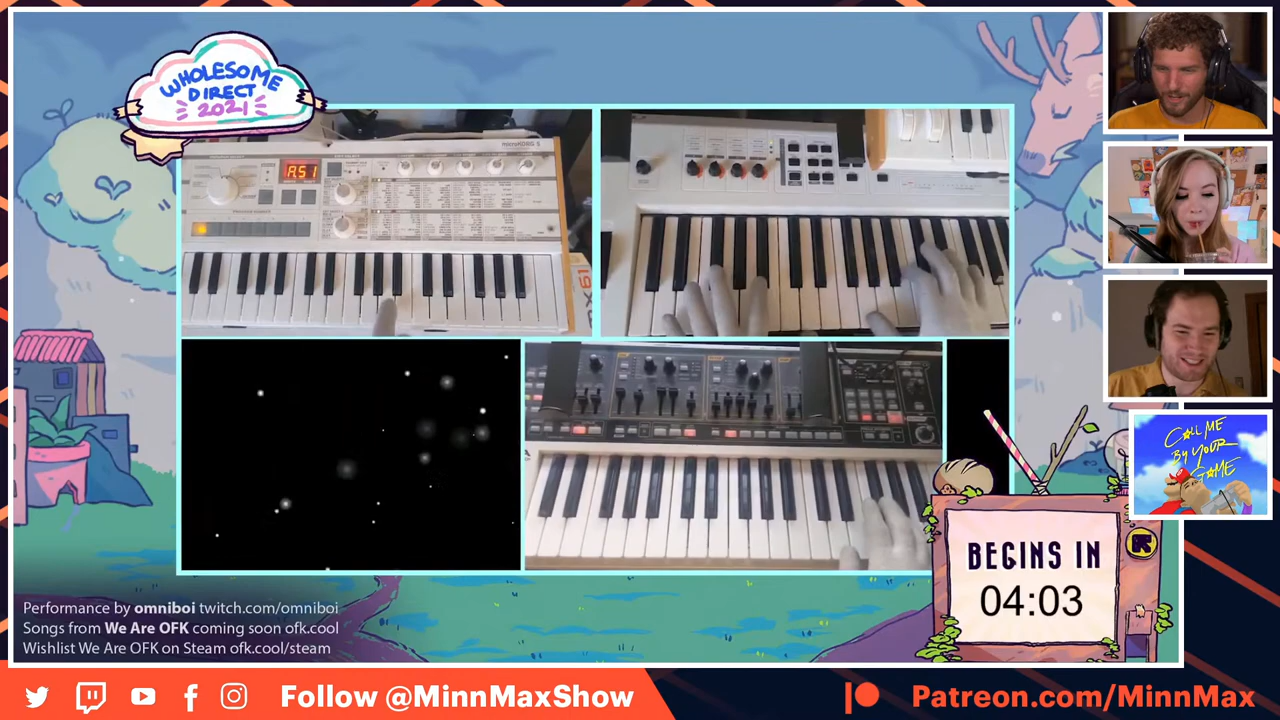 WHOLESOME
DIRECT
2021
microKORG S
A.51
CALL ME
BY YOUR
GAME
BEGINS IN
04:03
Performance by omniboi twitch.com/omniboi
Songs from We Are OFK coming soon ofk.cool
Wishlist We Are OFK on Steam ofk.cool/steam
Follow @MinnMaxShow
Patreon.com/MinnMax